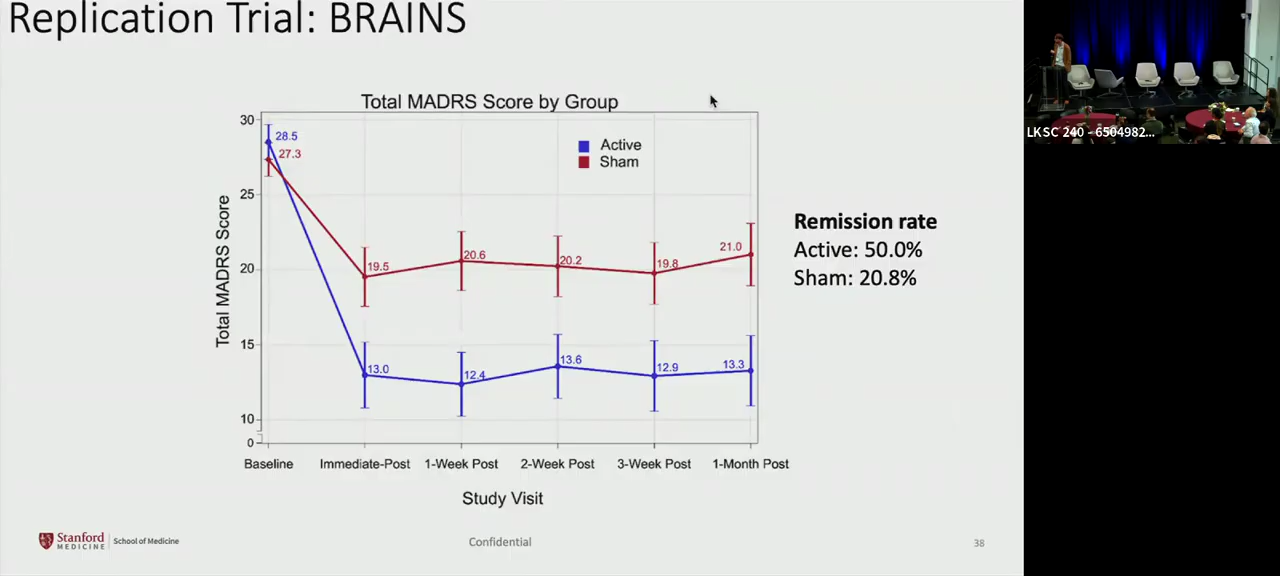 Replication Trial: BRAINS
Total MADRS Score by Group
Active
Sham
Total MADRS Score
30
25
20
15
10
0
28.5
27.3
19.5
20.6
20.2
19.8
21.0
13.0
12.4
13.6
12.9
13.3
Baseline
Immediate-Post
1-Week Post
2-Week Post
3-Week Post
1-Month Post
Study Visit
Remission rate
Active: 50.0%
Sham: 20.8%
Stanford
MEDICINE
School of Medicine
Confidential
38
LKSC 240 - 6504982...